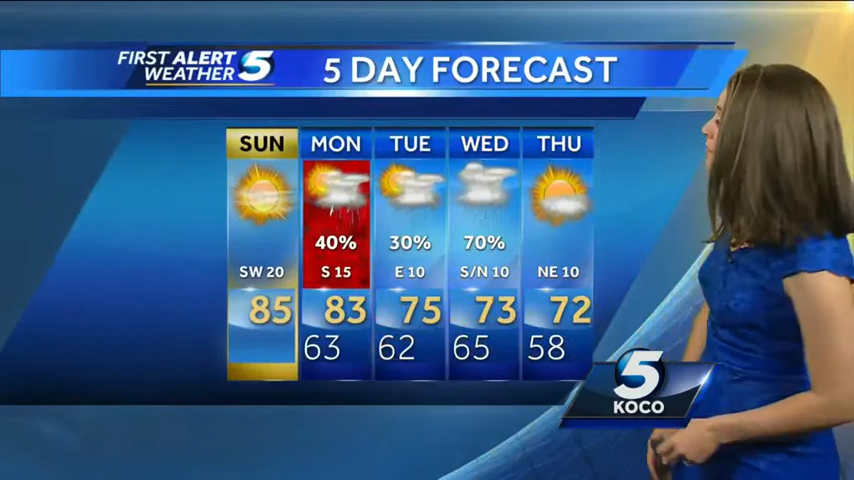 FIRST ALERT
WEATHER 5
5 DAY FORECAST
SUN MON TUE WED THU
40% 30% 70%
SW 20 S 15 E 10 S/N 10 NE 10
85 83 75 73 72
63 62 65 58
5
KOCO